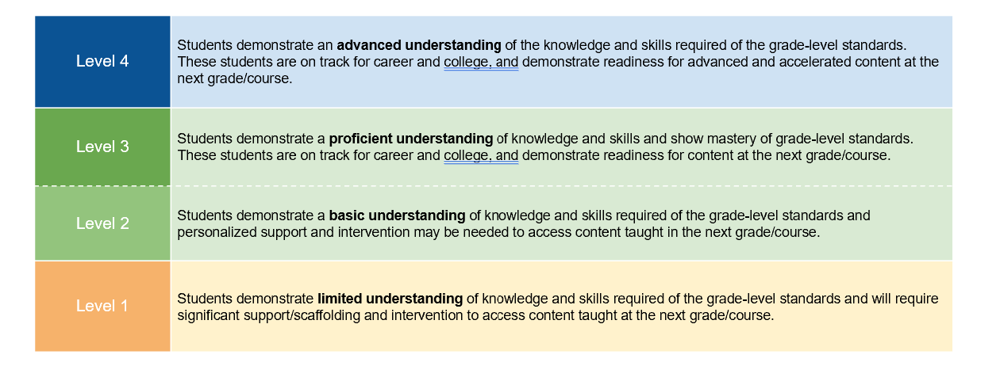 Level 4
Students demonstrate an advanced understanding of the knowledge and skills required of the grade-level standards.
These students are on track for career and college, and demonstrate readiness for advanced and accelerated content at the
next grade/course.
Level 3
Students demonstrate a proficient understanding of knowledge and skills and show mastery of grade-level standards.
These students are on track for career and college, and demonstrate readiness for content at the next grade/course.
Level 2
Students demonstrate a basic understanding of knowledge and skills required of the grade-level standards and
personalized support and intervention may be needed to access content taught in the next grade/course.
Level 1
Students demonstrate limited understanding of knowledge and skills required of the grade-level standards and will require
significant support/scaffolding and intervention to access content taught at the next grade/course.